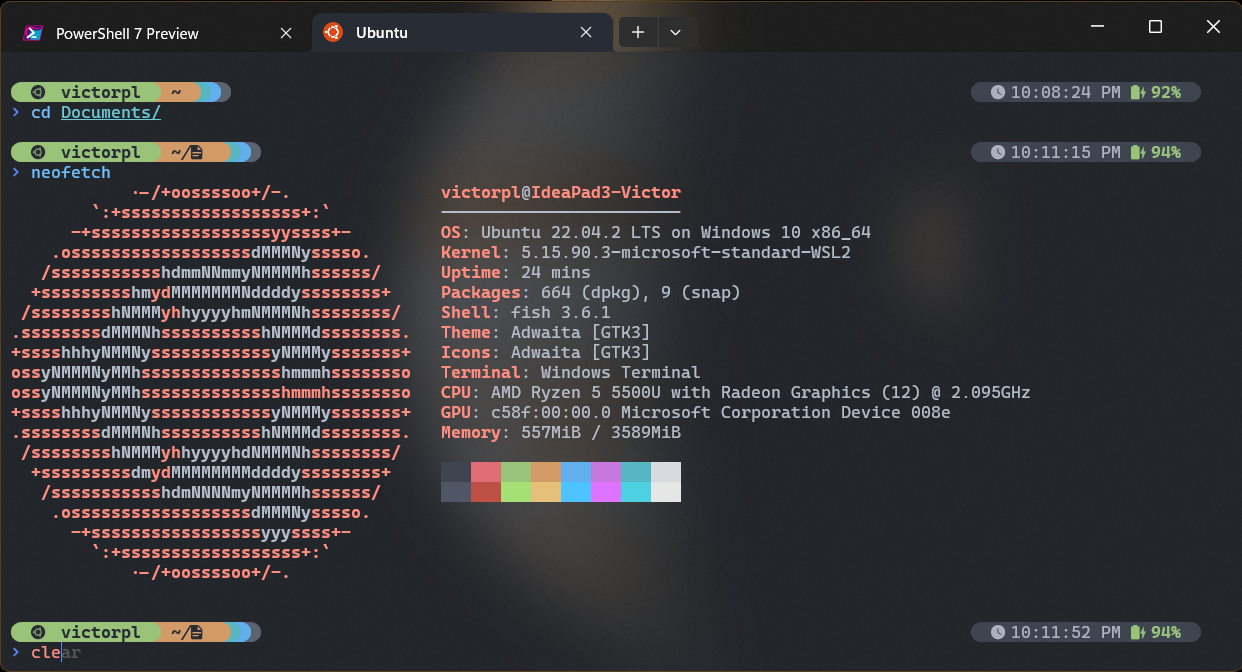 PowerShell 7 Preview
Ubuntu
victorpl ~ 10:08:24 PM 92%
> cd Documents/
victorpl ~/ 10:11:15 PM 94%
> neofetch
.-/+oossssoo+/-.
`:+ssssssssssssssssss+:`
-+ssssssssssssssssssyyssss+-
.ossssssssssssssssssdMMMNysssso.
/ssssssssssshdmmNNmmyNMMMMhssssss/
+ssssssssshmydMMMMMMMNddddyssssssss+
/sssssssshNMMMyhhyyyyhmNMMMNhssssssss/
.ssssssssdMMMNhsssssssssshNMMMdssssssss.
+sssshhhyNMMNyssssssssssssyNMMMysssssss+
ossyNMMMNyMMhsssssssssssssshmmmhssssssso
ossyNMMMNyMMhsssssssssssssshmmmhssssssso
+sssshhhyNMMNyssssssssssssyNMMMysssssss+
.ssssssssdMMMNhsssssssssshNMMMdssssssss.
/sssssssshNMMMyhhyyyyhdNMMMNhssssssss/
+sssssssssdmydMMMMMMMMddddyssssssss+
/ssssssssssshdmNNNNmyNMMMMhssssss/
.ossssssssssssssssssdMMMNysssso.
-+sssssssssssssssssyyyssss+-
`:+ssssssssssssssssss+:`
.-/+oossssoo+/-.
victorpl@IdeaPad3-Victor
OS: Ubuntu 22.04.2 LTS on Windows 10 x86_64
Kernel: 5.15.90.3-microsoft-standard-WSL2
Uptime: 24 mins
Packages: 664 (dpkg), 9 (snap)
Shell: fish 3.6.1
Theme: Adwaita [GTK3]
Icons: Adwaita [GTK3]
Terminal: Windows Terminal
CPU: AMD Ryzen 5 5500U with Radeon Graphics (12) @ 2.095GHz
GPU: c58f:00:00.0 Microsoft Corporation Device 008e
Memory: 557MiB / 3589MiB
victorpl ~/ 10:11:52 PM 94%
> clear